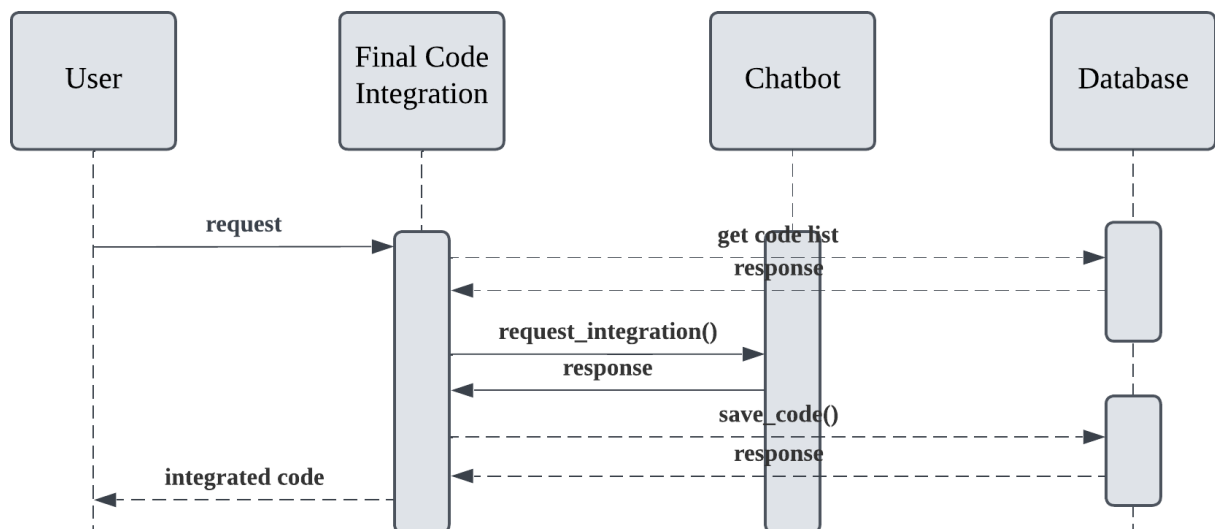 User
Final Code
Integration
Chatbot
Database
request
get code list
response
request_integration()
response
save_code()
response
integrated code